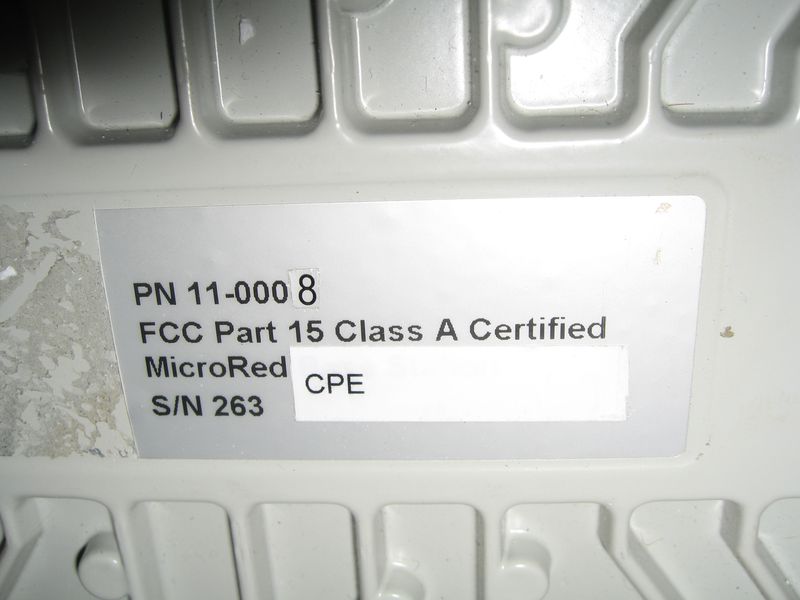 PN 11-0008
FCC Part 15 Class A Certified
MicroRed
CPE
S/N 263